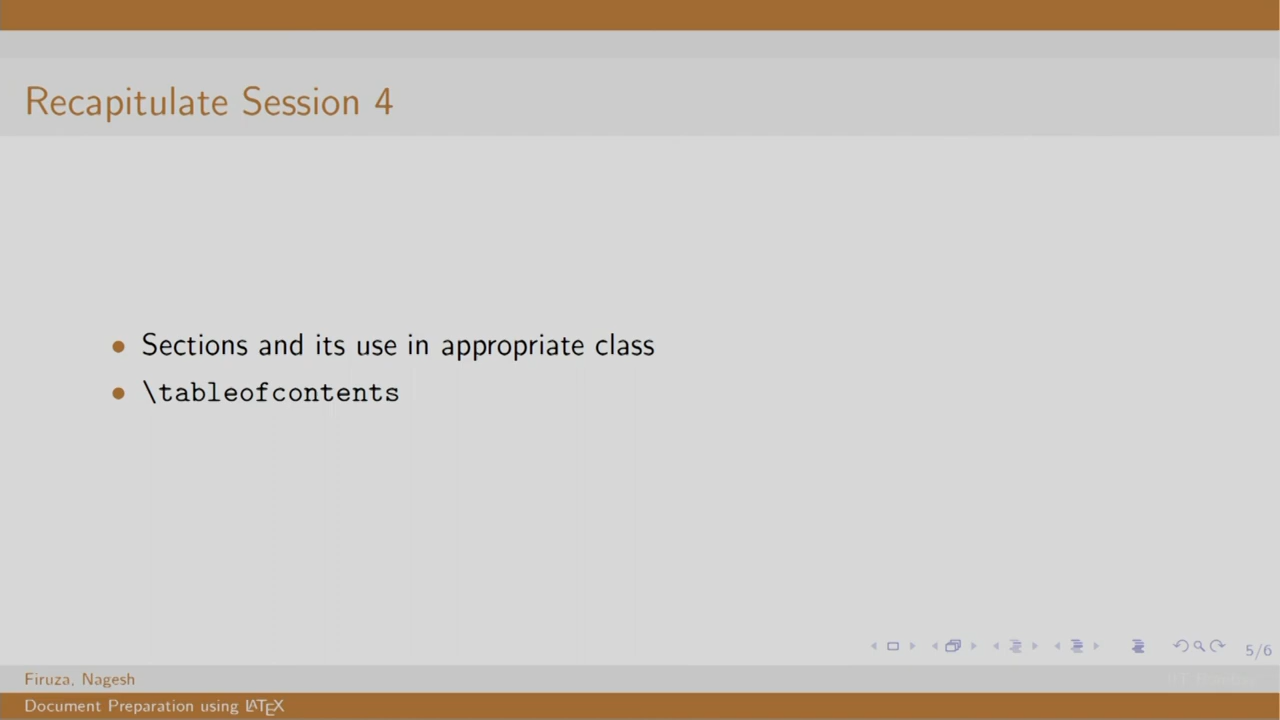 Recapitulate Session 4
• Sections and its use in appropriate class
• \tableofcontents
5/6
Firuza, Nagesh
Document Preparation using LATEX